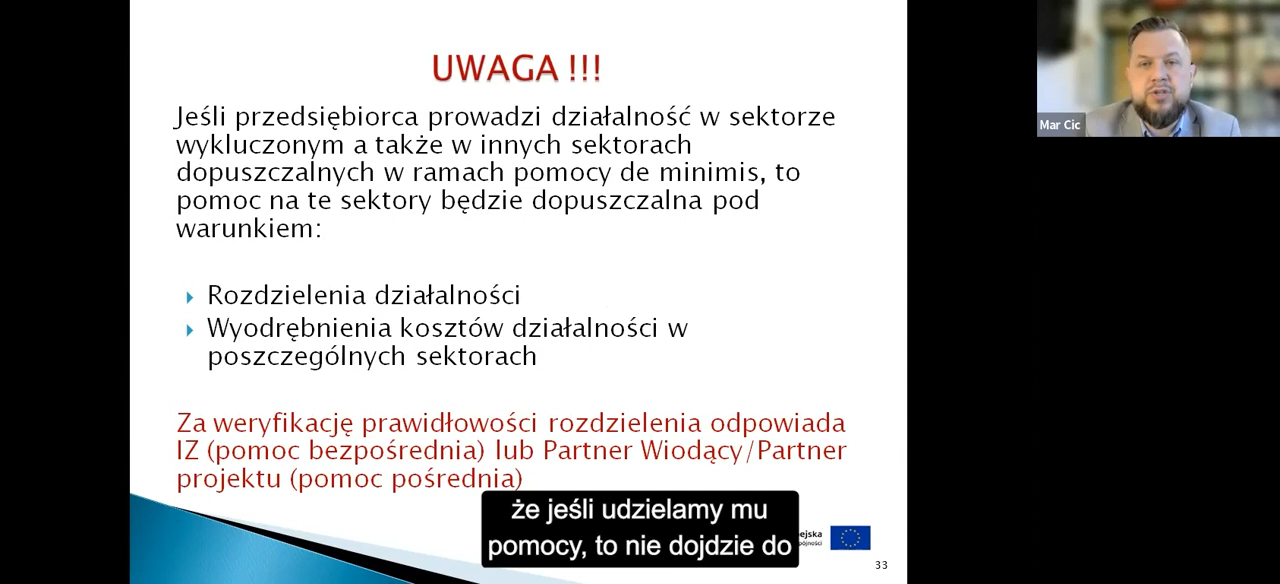 UWAGA !!!
Jeśli przedsiębiorca prowadzi działalność w sektorze
wykluczonym a także w innych sektorach
dopuszczalnych w ramach pomocy de minimis, to
pomoc na te sektory będzie dopuszczalna pod
warunkiem:
Rozdzielenia działalności
Wyodrębnienia kosztów działalności w
poszczególnych sektorach
Za weryfikację prawidłowości rozdzielenia odpowiada
IZ (pomoc bezpośrednia) lub Partner Wiodący/Partner
projektu (pomoc pośrednia)
że jeśli udzielamy mu
pomocy, to nie dojdzie do
33
Mar Cic